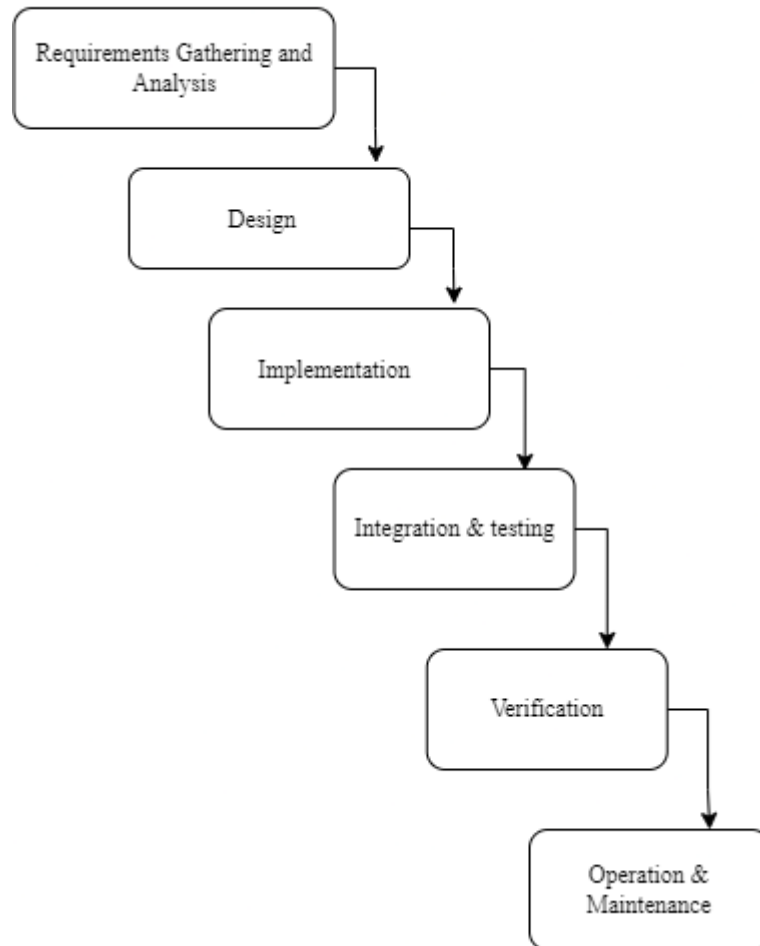 Requirements Gathering and
Analysis
Design
Implementation
Integration & testing
Verification
Operation &
Maintenance